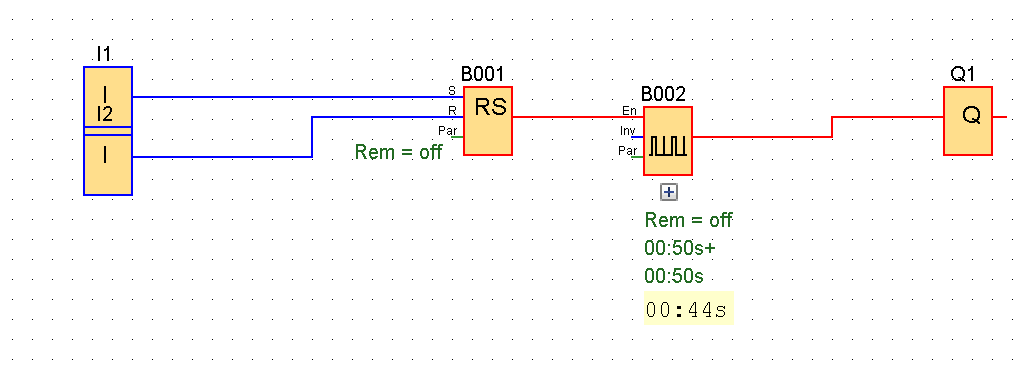 I1
I
I2
I
B001
S
R
Par
RS
Rem = off
B002
En
Inv
Par
Rem = off
00:50s+
00:50s
00:44s
Q1
Q